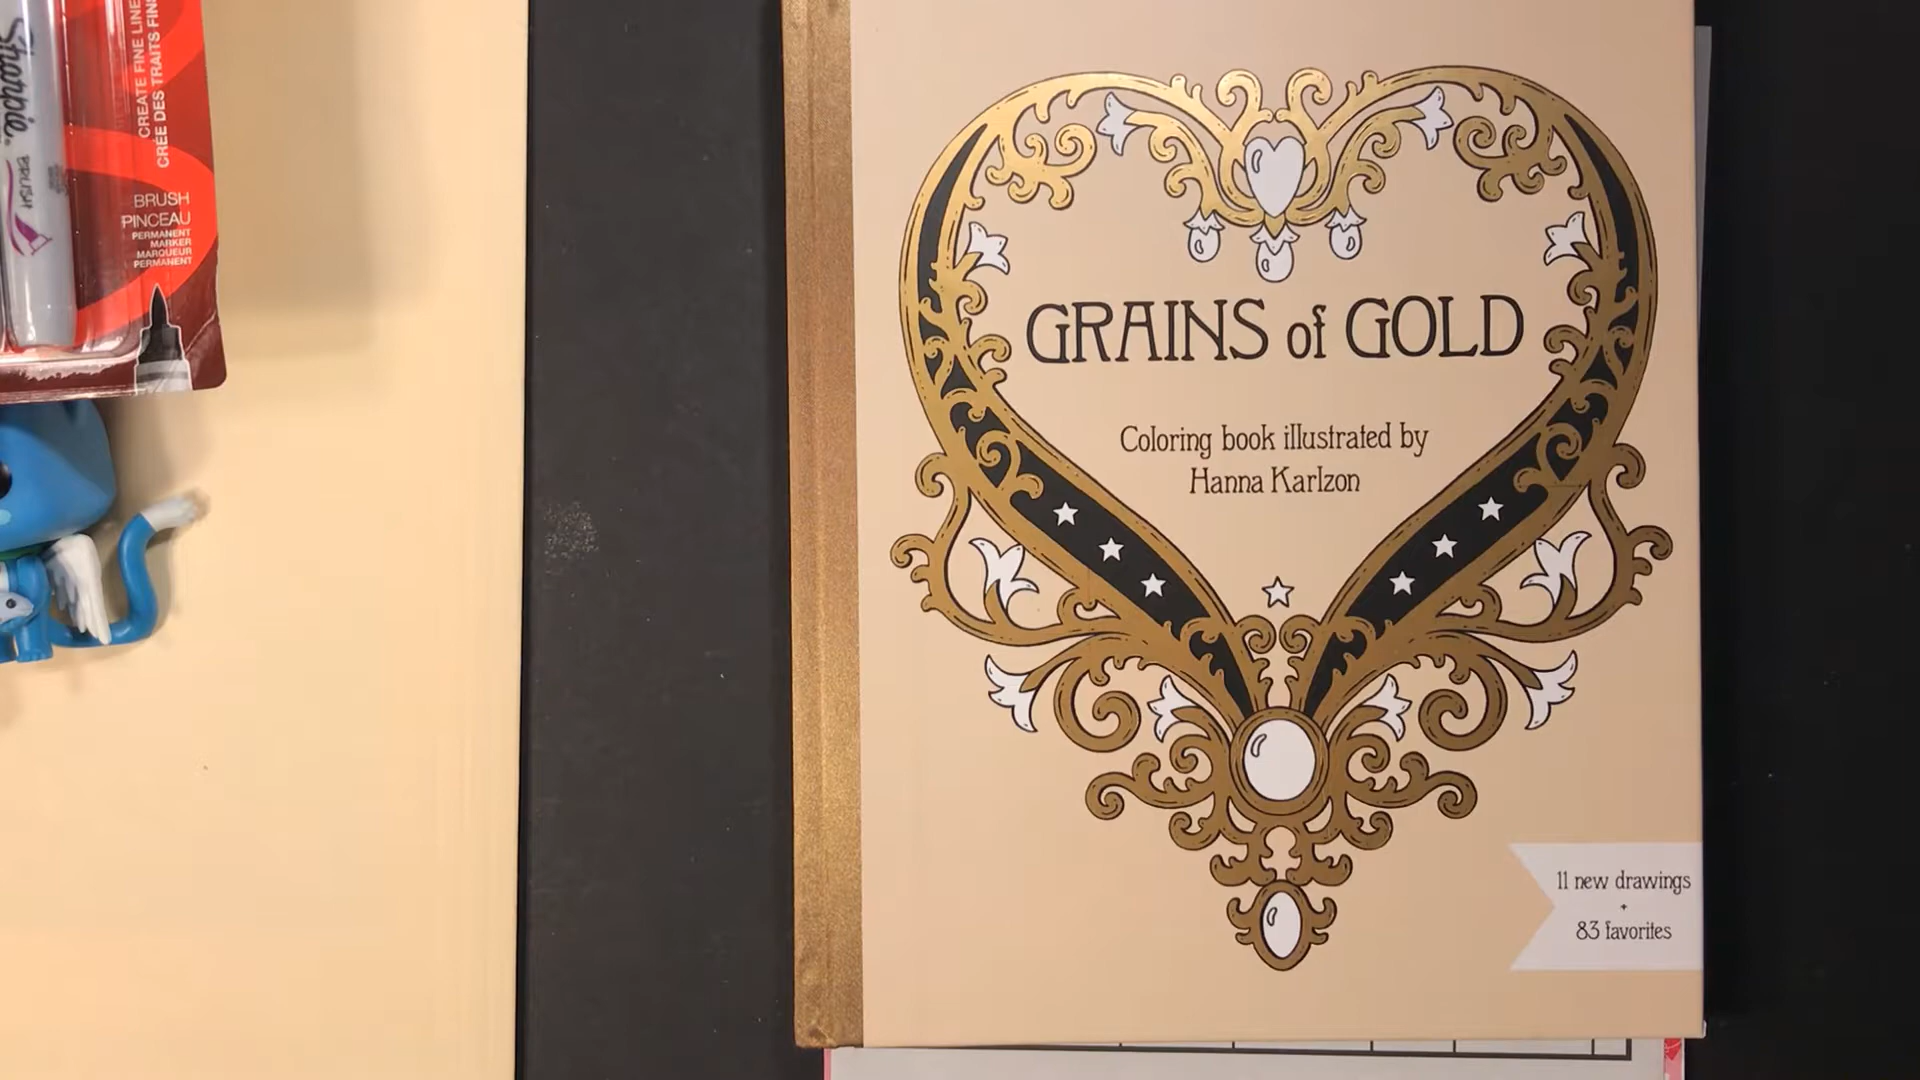 Sharpie
BRUSH
CREATE FINE LINE
CRÉE DES TRAITS FINS
BRUSH
PINCEAU
PERMANENT
MARKER
MARQUEUR
PERMANENT
GRAINS of GOLD
Coloring book illustrated by
Hanna Karlzon
11 new drawings
+
83 favorites